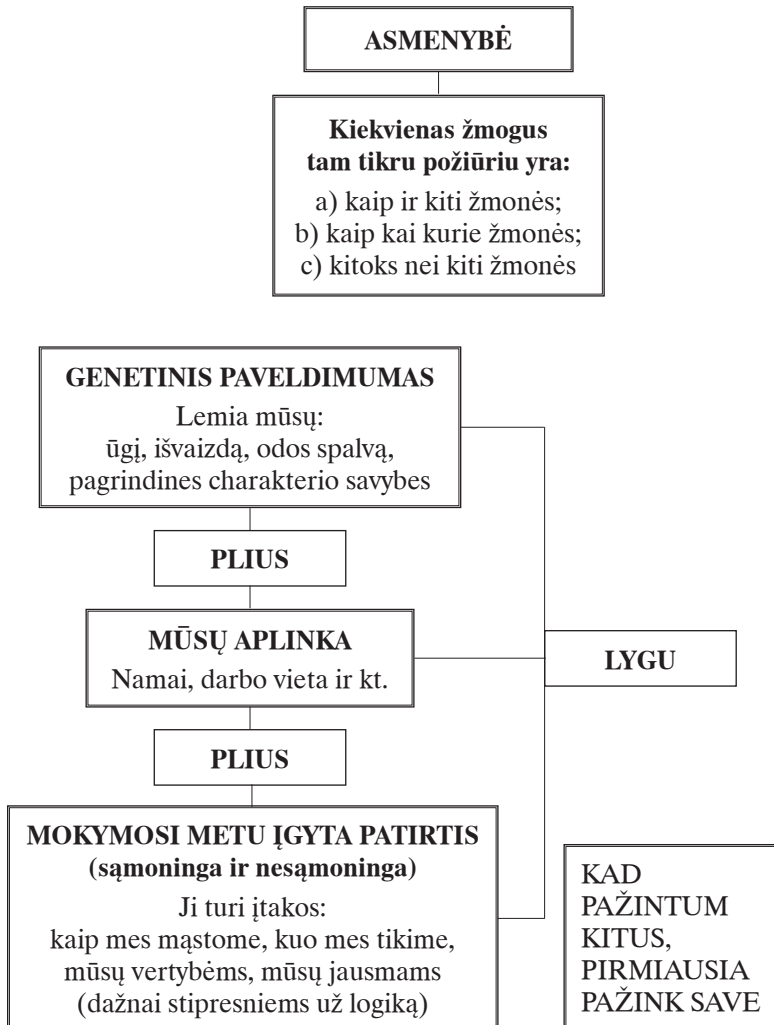 ASMENYBĖ
Kiekvienas žmogus
tam tikru požiūriu yra:
a) kaip ir kiti žmonės;
b) kaip kai kurie žmonės;
c) kitoks nei kiti žmonės
GENETINIS PAVELDIMUMAS
Lemia mūsų:
ūgį, išvaizdą, odos spalvą,
pagrindines charakterio savybes
PLIUS
MŪSŲ APLINKA
Namai, darbo vieta ir kt.
LYGU
PLIUS
MOKYMOSI METU ĮGYTA PATIRTIS
(sąmoninga ir nesąmoninga)
Ji turi įtakos:
kaip mes mąstome, kuo mes tikime,
mūsų vertybėms, mūsų jausmams
(dažnai stipresniems už logiką)
KAD
PAŽINTUM
KITUS,
PIRMIAUSIA
PAŽINK SAVE